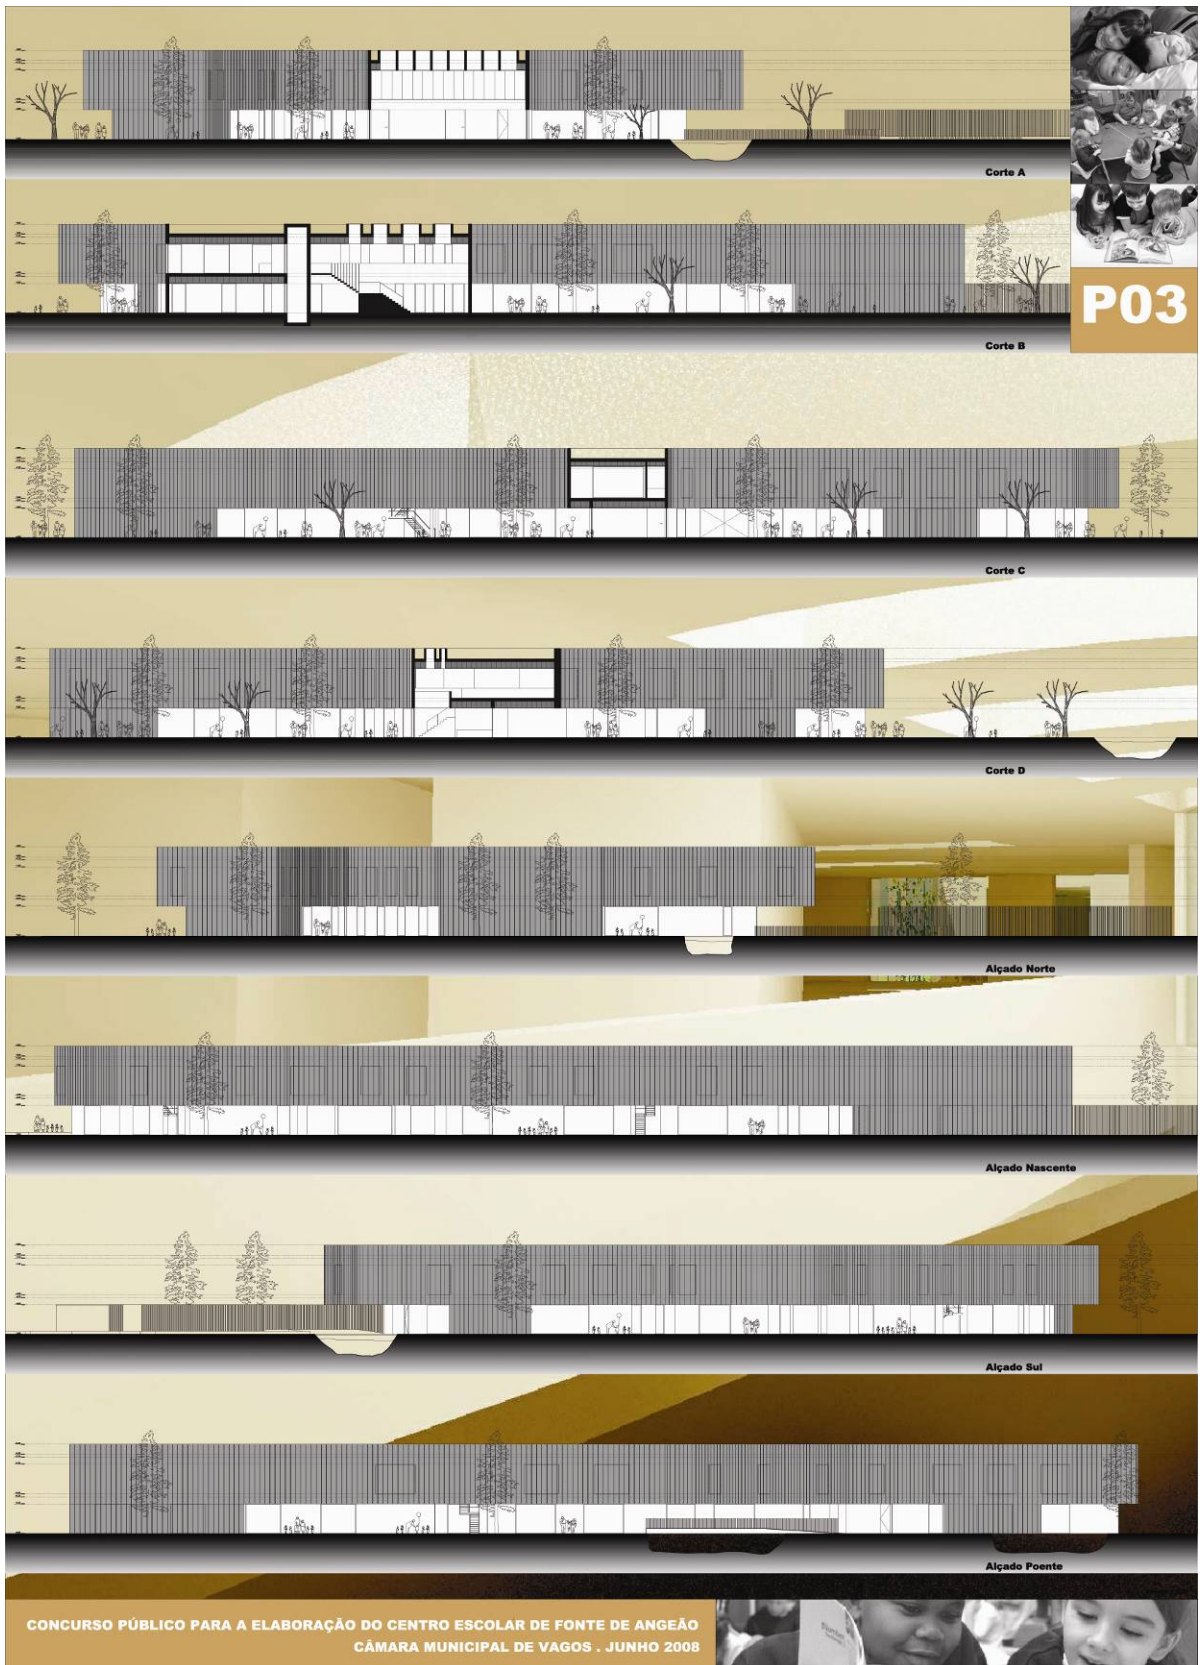 Corte A
P03
Corte B
Corte C
Corte D
Alçado Norte
Alçado Nascente
Alçado Sul
Alçado Poente
CONCURSO PÚBLICO PARA A ELABORAÇÃO DO CENTRO ESCOLAR DE FONTE DE ANGEÃO
CÂMARA MUNICIPAL DE VAGOS . JUNHO 2008